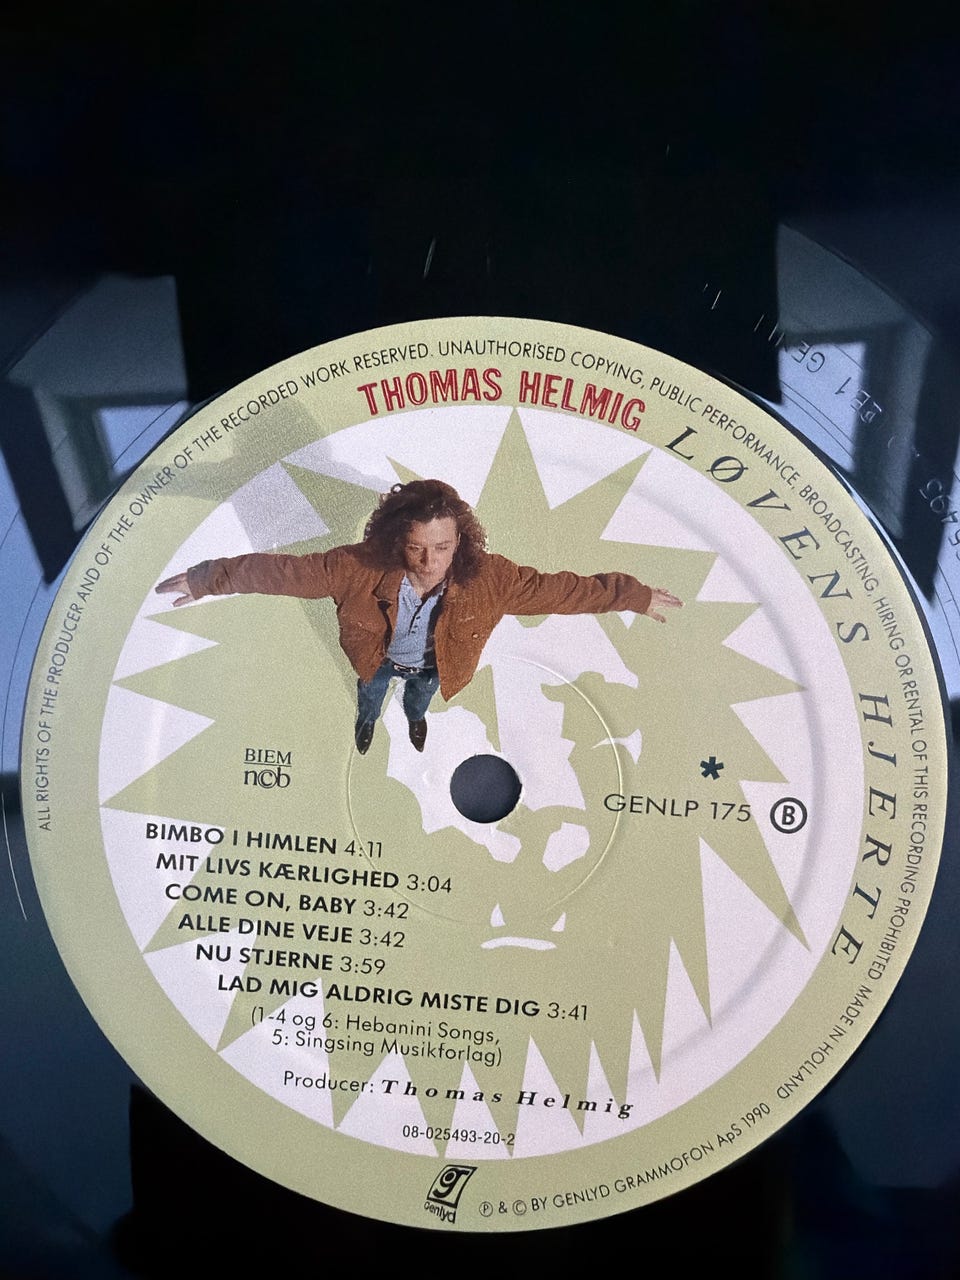 ALL RIGHTS OF THE PRODUCER AND OF THE OWNER OF THE RECORDED WORK RESERVED. UNAUTHORISED COPYING, PUBLIC PERFORMANCE, BROADCASTING, HIRING OR RENTAL OF THIS RECORDING PROHIBITED. MADE IN HOLLAND
THOMAS HELMIG
LØVENS HJERTE
BIEM
ncb
*
GENLP 175 B
BIMBO I HIMLEN 4:11
MIT LIVS KÆRLIGHED 3:04
COME ON, BABY 3:42
ALLE DINE VEJE 3:42
NU STJERNE 3:59
LAD MIG ALDRIG MISTE DIG 3:41
(1-4 og 6: Hebanini Songs,
5: Singsing Musikforlag)
Producer: Thomas Helmig
08-025493-20-2
genlyd
℗ & © BY GENLYD GRAMMOFON ApS 1990